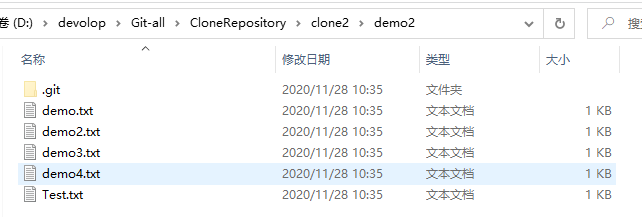 卷 (D:) › devolop › Git-all › CloneRepository › clone2 › demo2
名称 修改日期 类型 大小
.git 2020/11/28 10:35 文件夹
demo.txt 2020/11/28 10:35 文本文档 1 KB
demo2.txt 2020/11/28 10:35 文本文档 1 KB
demo3.txt 2020/11/28 10:35 文本文档 1 KB
demo4.txt 2020/11/28 10:35 文本文档 1 KB
Test.txt 2020/11/28 10:35 文本文档 1 KB